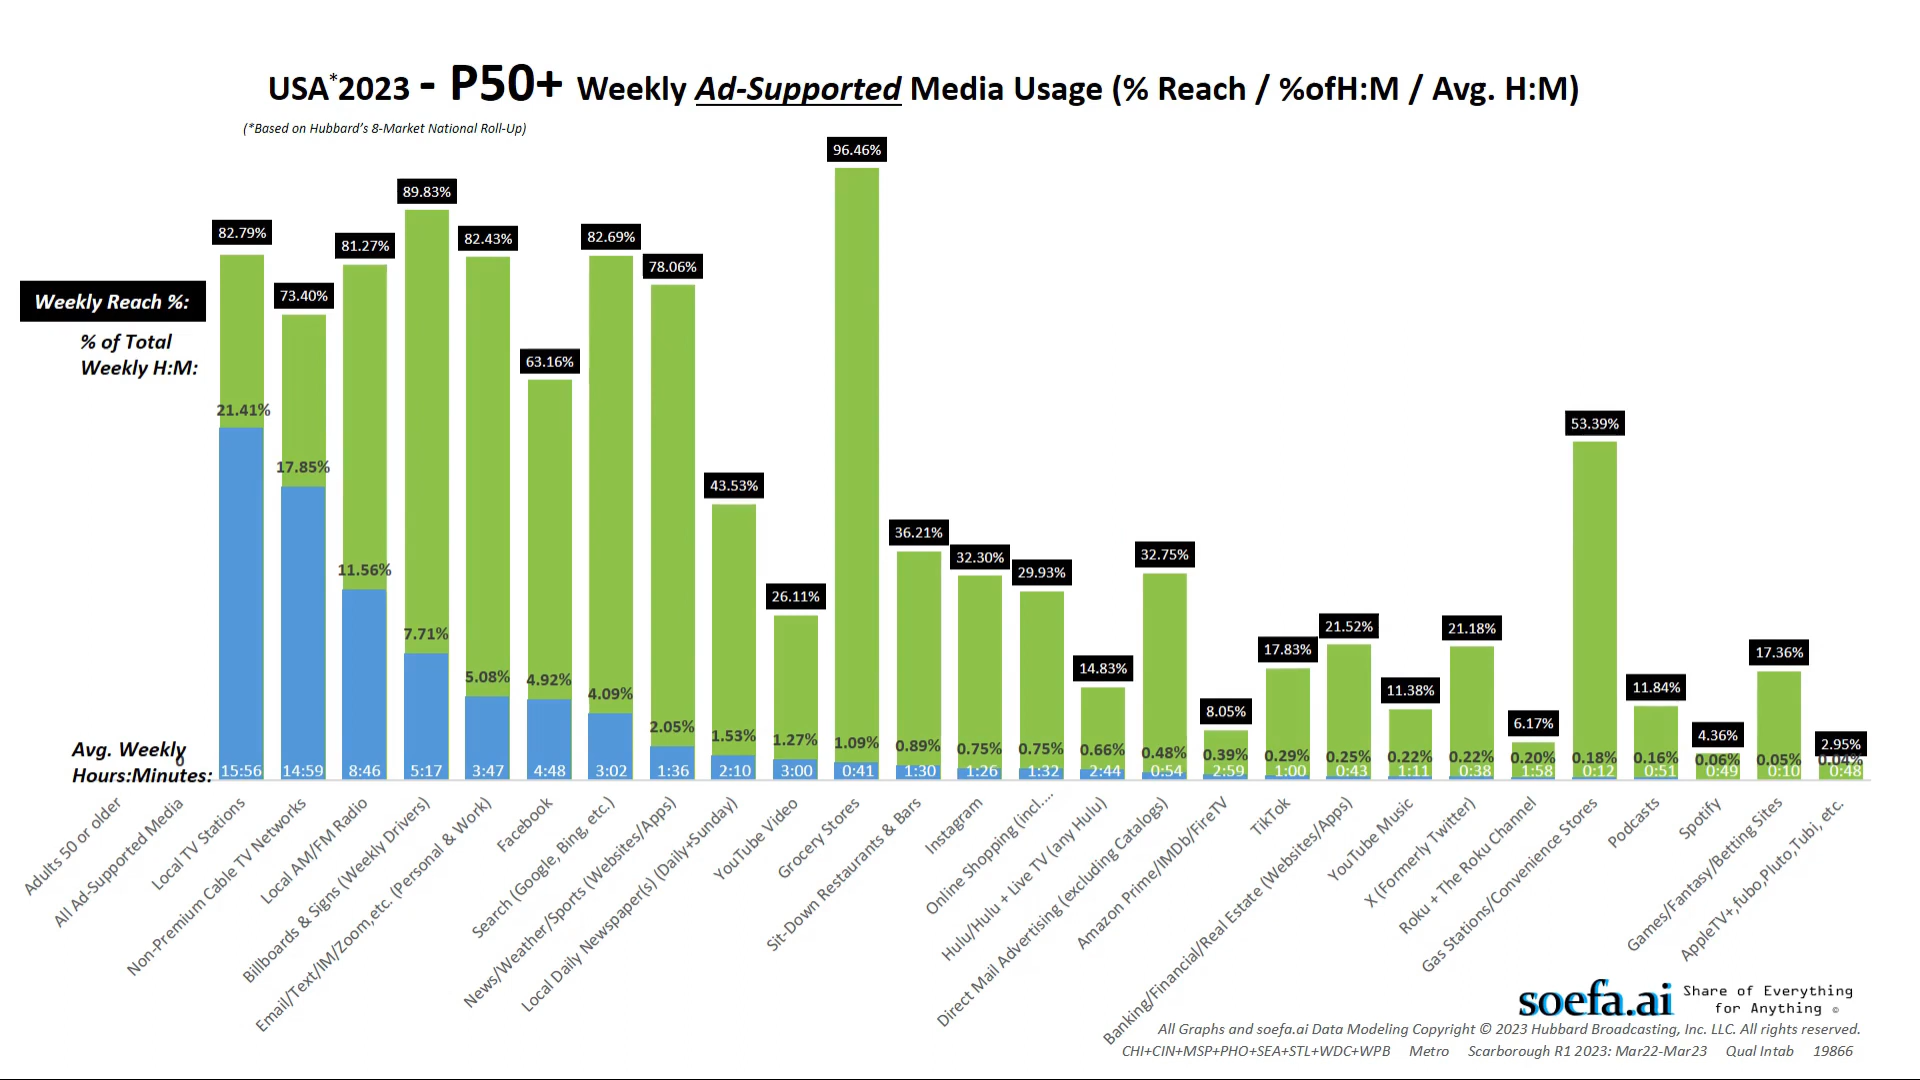 USA*2023 - P50+ Weekly Ad-Supported Media Usage (% Reach / %ofH:M / Avg. H:M)
(*Based on Hubbard's 8-Market National Roll-Up)
Weekly Reach %:
82.79% 73.40% 81.27% 89.83% 82.43% 63.16% 82.69% 78.06% 43.53% 26.11% 96.46% 36.21% 32.30% 29.93% 14.83% 32.75% 8.05% 17.83% 21.52% 11.38% 21.18% 6.17% 53.39% 11.84% 4.36% 17.36% 2.95%
% of Total
Weekly H:M:
21.41% 17.85% 11.56% 7.71% 5.08% 4.92% 4.09% 2.05% 1.53% 1.27% 1.09% 0.89% 0.75% 0.75% 0.66% 0.48% 0.39% 0.29% 0.25% 0.22% 0.22% 0.20% 0.18% 0.16% 0.06% 0.05% 0.04%
Avg. Weekly
Hours:Minutes:
15:56 14:59 8:46 5:17 3:47 4:48 3:02 1:36 2:10 3:00 0:41 1:30 1:26 1:32 2:44 0:54 2:59 1:00 0:43 1:11 0:38 1:58 0:12 0:51 0:49 0:10 0:48
Adults 50 or older
All Ad-Supported Media
Local TV Stations
Non-Premium Cable TV Networks
Local AM/FM Radio
Billboards & Signs (Weekly Drivers)
Email/Text/IM/Zoom,etc. (Personal & Work)
Facebook
Search (Google, Bing, etc.)
News/Weather/Sports (Websites/Apps)
Local Daily Newspaper(s) (Daily+Sunday)
YouTube Video
Grocery Stores
Sit-Down Restaurants & Bars
Instagram
Online Shopping (incl....
Hulu/Hulu + Live TV (any Hulu)
Direct Mail Advertising (excluding Catalogs)
Amazon Prime/IMDb/FireTV
TikTok
Banking/Financial/Real Estate (Websites/Apps)
YouTube Music
X (Formerly Twitter)
Roku + The Roku Channel
Gas Stations/Convenience Stores
Podcasts
Spotify
Games/Fantasy/Betting Sites
AppleTV+,fubo,Pluto,Tubi, etc.
soefa.ai Share of Everything
for Anything ©
All Graphs and soefa.ai Data Modeling Copyright © 2023 Hubbard Broadcasting, Inc. LLC. All rights reserved.
CHI+CIN+MSP+PHO+SEA+STL+WDC+WPB Metro Scarborough R1 2023: Mar22-Mar23 Qual Intab 19866